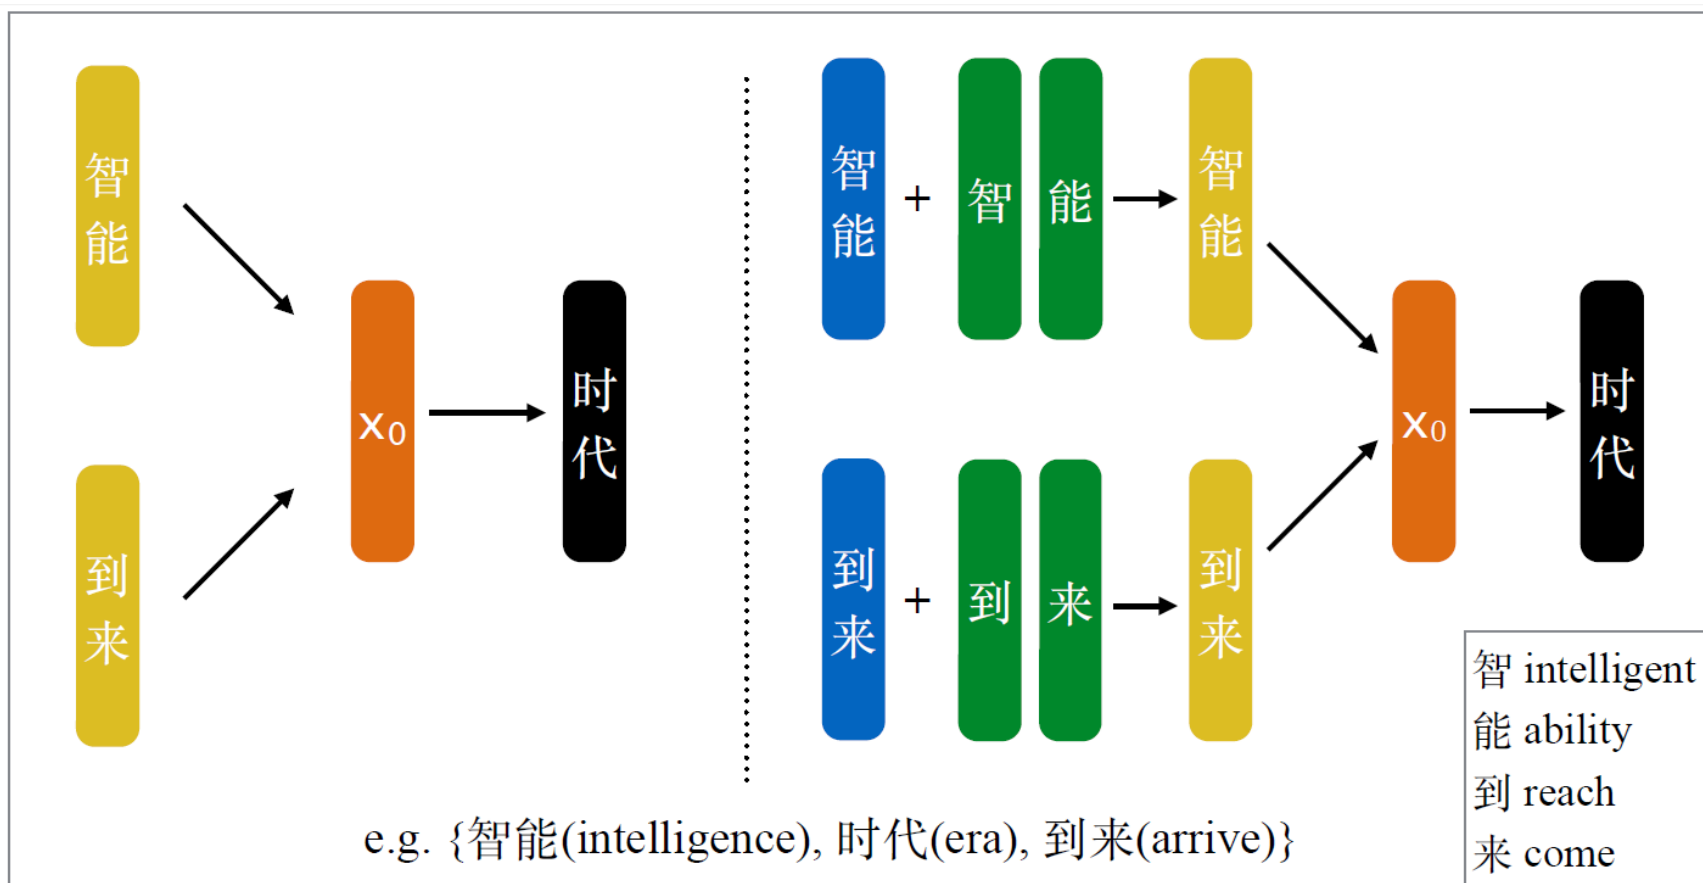 智能
到来
x₀
时代
智能
+
智
能
智能
到来
+
到
来
到来
x₀
时代
e.g. {智能(intelligence), 时代(era), 到来(arrive)}
智 intelligent
能 ability
到 reach
来 come